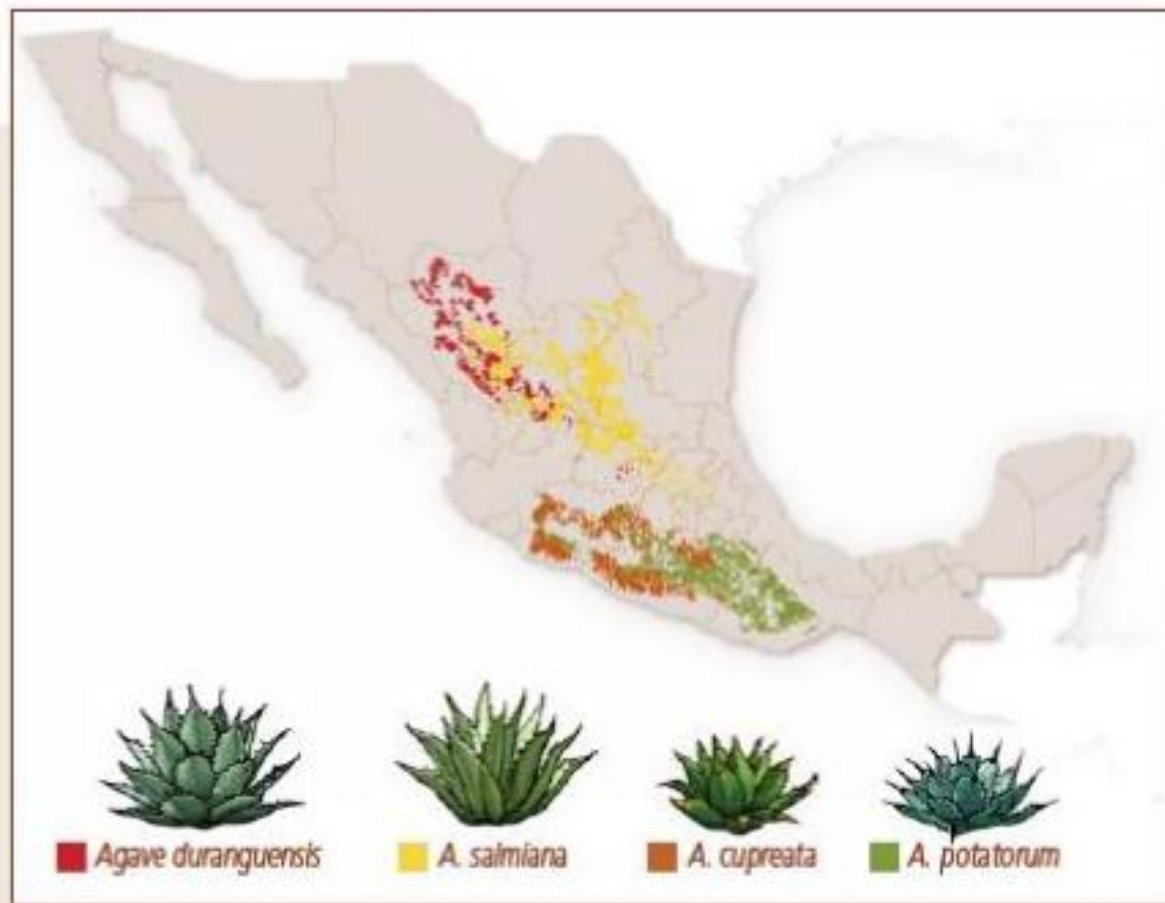 Agave duranguensis
A. salmiana
A. cupreata
A. potatorum